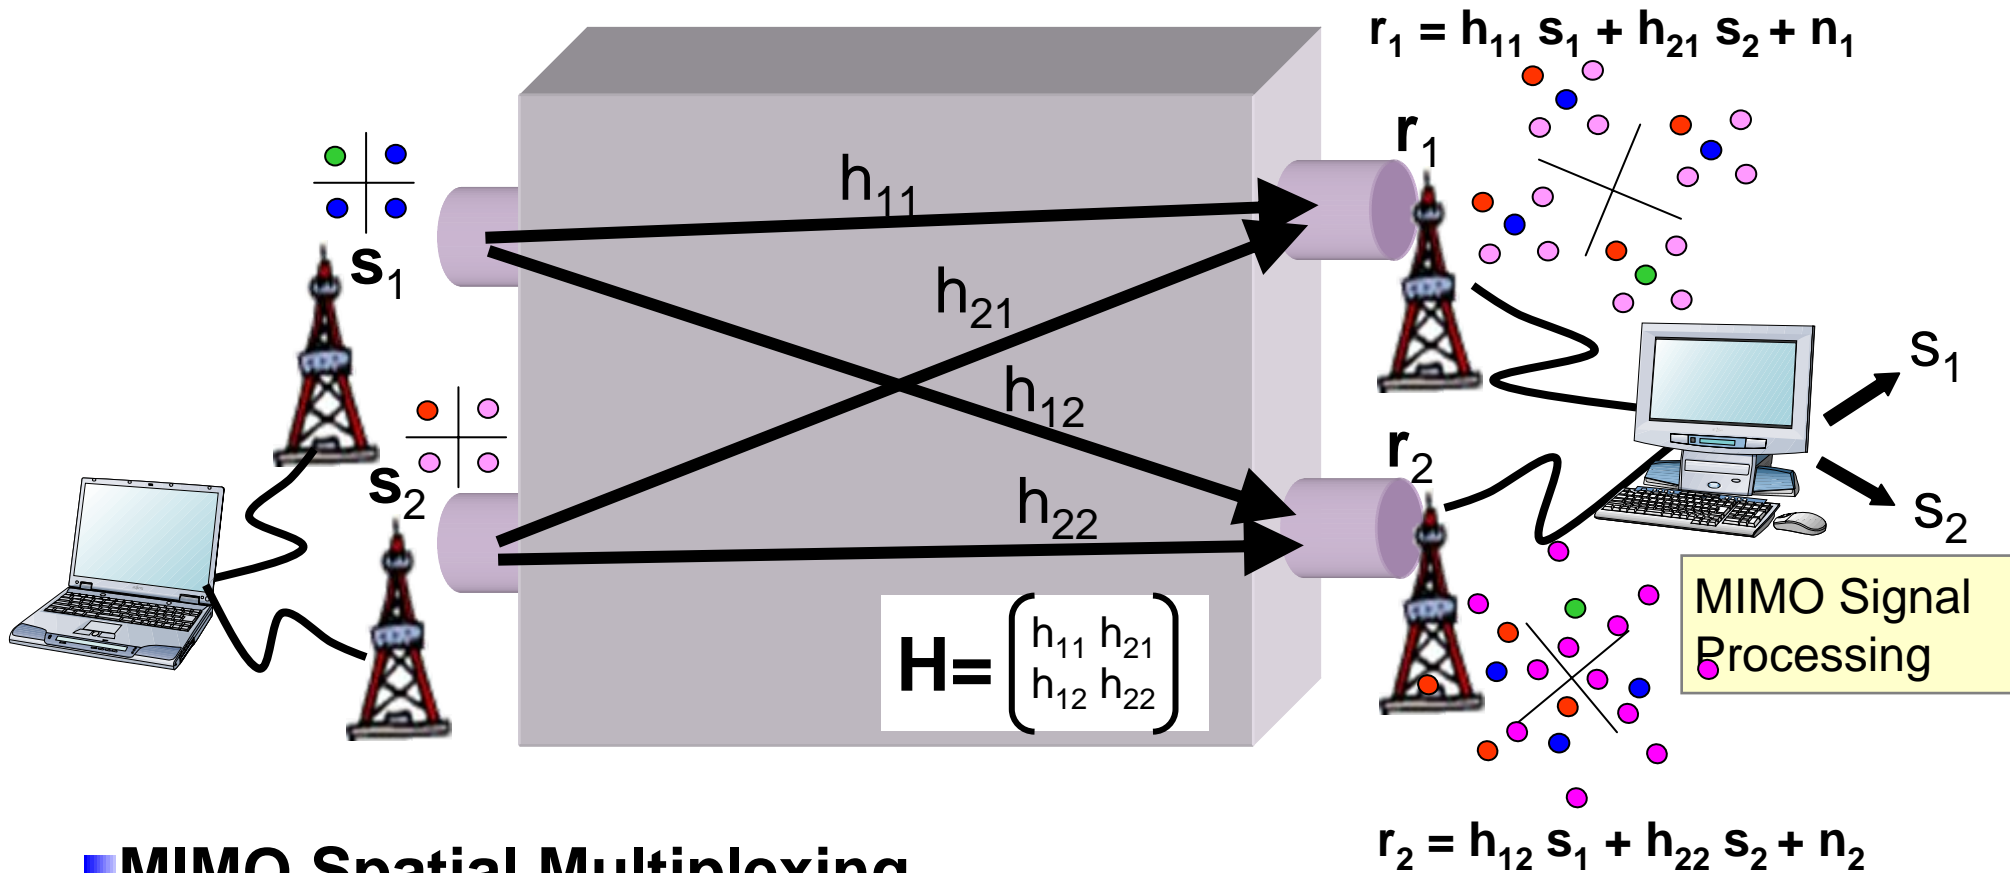 r₁ = h₁₁ s₁ + h₂₁ s₂ + n₁
r₁
h₁₁
s₁
h₂₁
s₁
h₁₂
r₂
s₂
h₂₂
s₂
MIMO Signal
Processing
H= ( h₁₁ h₂₁
h₁₂ h₂₂ )
r₂ = h₁₂ s₁ + h₂₂ s₂ + n₂
MIMO Spatial Multiplexing